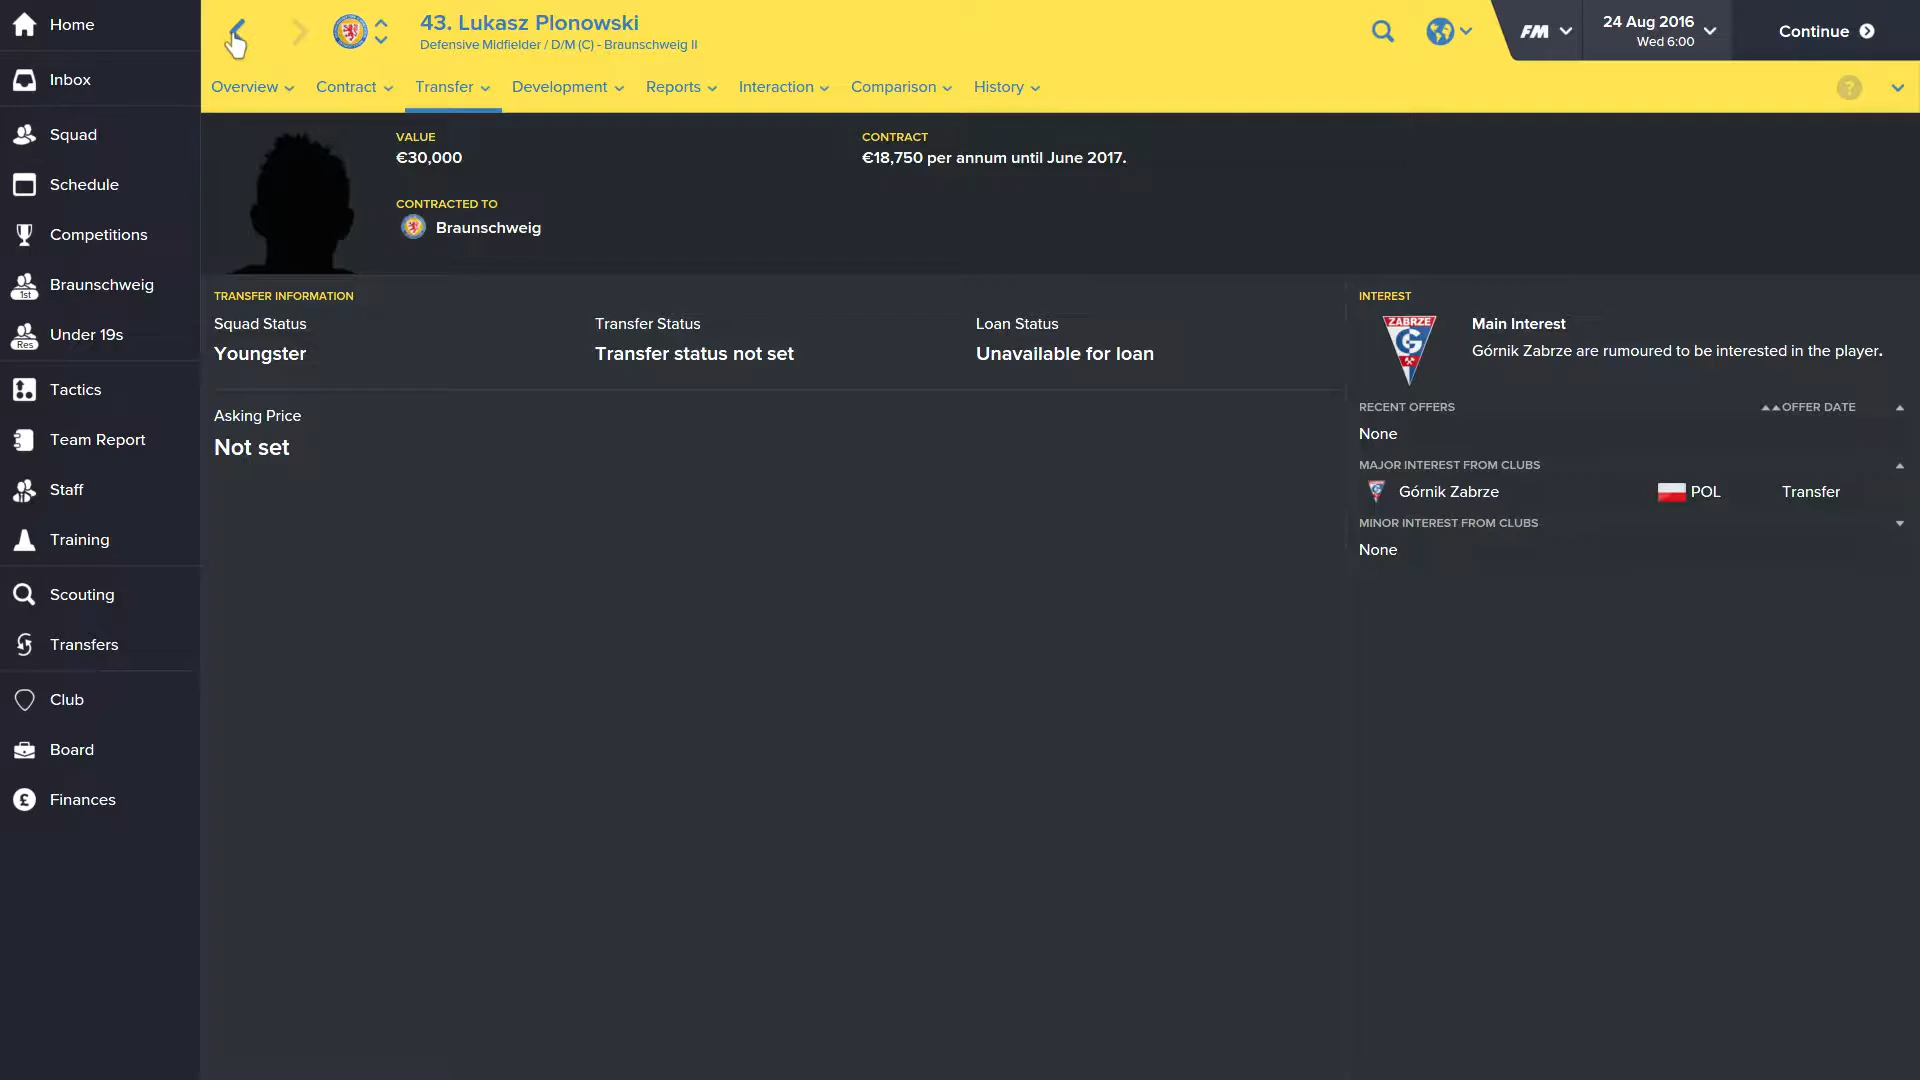 Home
Inbox
Squad
Schedule
Competitions
1st
Braunschweig
Res
Under 19s
Tactics
Team Report
Staff
Training
Scouting
Transfers
Club
Board
£
Finances
43. Lukasz Plonowski
Defensive Midfielder / D/M (C) - Braunschweig II
FM
24 Aug 2016
Wed 6:00
Continue
Overview
Contract
Transfer
Development
Reports
Interaction
Comparison
History
?
VALUE
€30,000
CONTRACT
€18,750 per annum until June 2017.
CONTRACTED TO
Braunschweig
TRANSFER INFORMATION
Squad Status
Youngster
Transfer Status
Transfer status not set
Loan Status
Unavailable for loan
Asking Price
Not set
INTEREST
ZABRZE
G
Main Interest
Górnik Zabrze are rumoured to be interested in the player.
RECENT OFFERS
OFFER DATE
None
MAJOR INTEREST FROM CLUBS
Górnik Zabrze
POL
Transfer
MINOR INTEREST FROM CLUBS
None